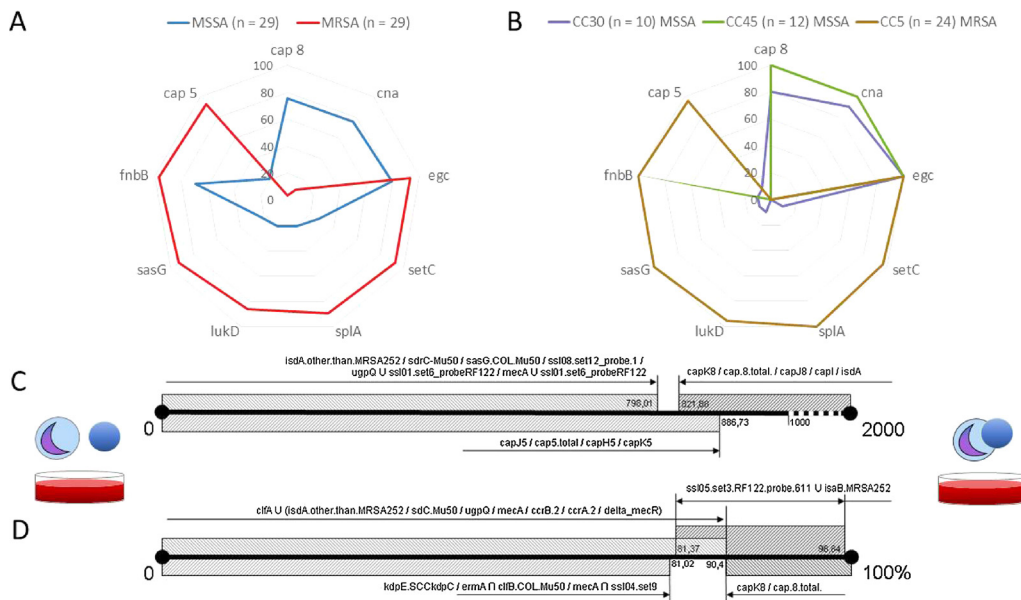 A
MSSA (n = 29) MRSA (n = 29)
cap 8
100
80
60
40
20
0
cna
egc
setC
splA
lukD
sasG
fnbB
cap 5
B
CC30 (n = 10) MSSA CC45 (n = 12) MSSA CC5 (n = 24) MRSA
cap 8
100
80
60
40
20
0
cna
egc
setC
splA
lukD
sasG
fnbB
cap 5
C
isdA.other.than.MRSA252 / sdrC-Mu50 / sasG.COL.Mu50 / ssl08.set12_probe.1 /
ugpQ U ssl01.set6_probeRF122 / mecA U ssl01.set6_probeRF122
capK8 / cap.8.total. / capJ8 / capI / isdA
798,01
821,88
0
886,73
1000
2000
capJ5 / cap5.total / capH5 / capK5
ssl05.set3.RF122.probe.611 U isaB.MRSA252
clfA U (isdA.other.than.MRSA252 / sdC.Mu50 / ugpQ / mecA / ccrB.2 / ccrA.2 / delta_mecR)
D
81,37
98,84
0
81,02
90,4
100%
kdpE.SCCkdpC / ermA ∩ clfB.COL.Mu50 / mecA ∩ ssl04.set9
capK8 / cap.8.total.